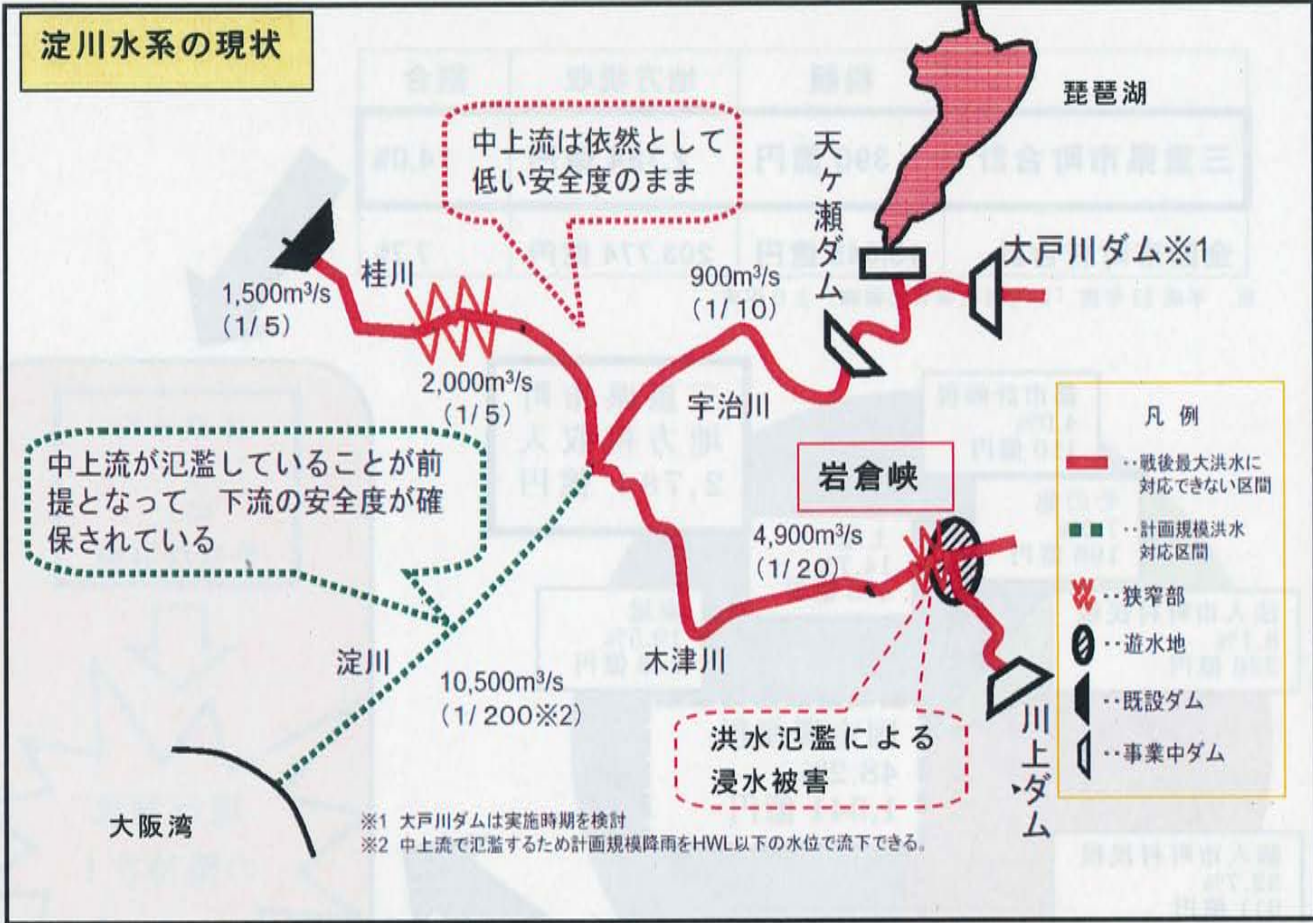 淀川水系の現状
琵琶湖
中上流は依然として
低い安全度のまま
天ヶ瀬ダム
大戸川ダム※1
桂川
1,500m³/s
(1/5)
900m³/s
(1/10)
2,000m³/s
(1/5)
宇治川
中上流が氾濫していることが前
提となって 下流の安全度が確
保されている
岩倉峡
4,900m³/s
(1/20)
凡例
‥戦後最大洪水に
対応できない区間
‥計画規模洪水
対応区間
‥狭窄部
‥遊水地
‥既設ダム
‥事業中ダム
淀川
木津川
10,500m³/s
(1/200※2)
洪水氾濫による
浸水被害
川上ダム
大阪湾
※1 大戸川ダムは実施時期を検討
※2 中上流で氾濫するため計画規模降雨をHWL以下の水位で流下できる。